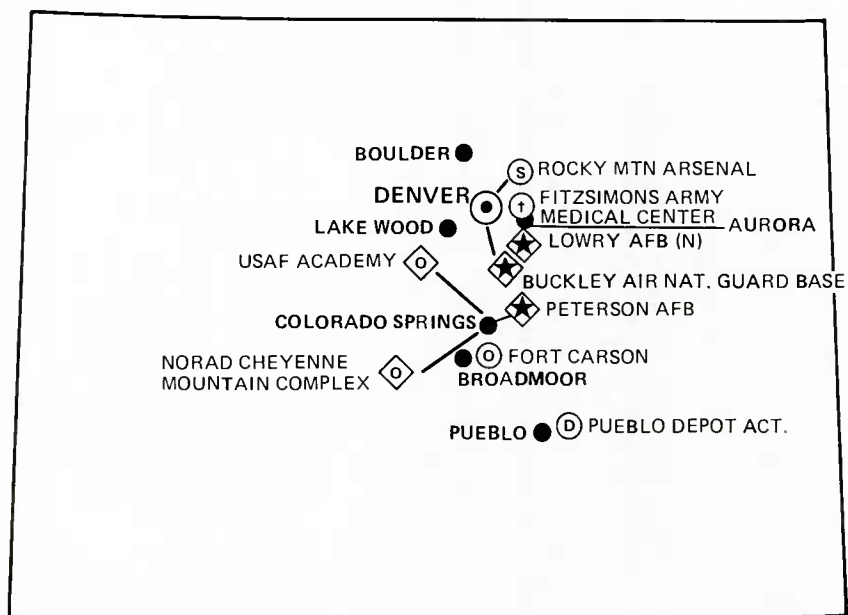 BOULDER
S ROCKY MTN ARSENAL
DENVER
† FITZSIMONS ARMY
MEDICAL CENTER
AURORA
LAKE WOOD
LOWRY AFB (N)
USAF ACADEMY O
BUCKLEY AIR NAT. GUARD BASE
PETERSON AFB
COLORADO SPRINGS
NORAD CHEYENNE
MOUNTAIN COMPLEX O
O FORT CARSON
BROADMOOR
PUEBLO D PUEBLO DEPOT ACT.